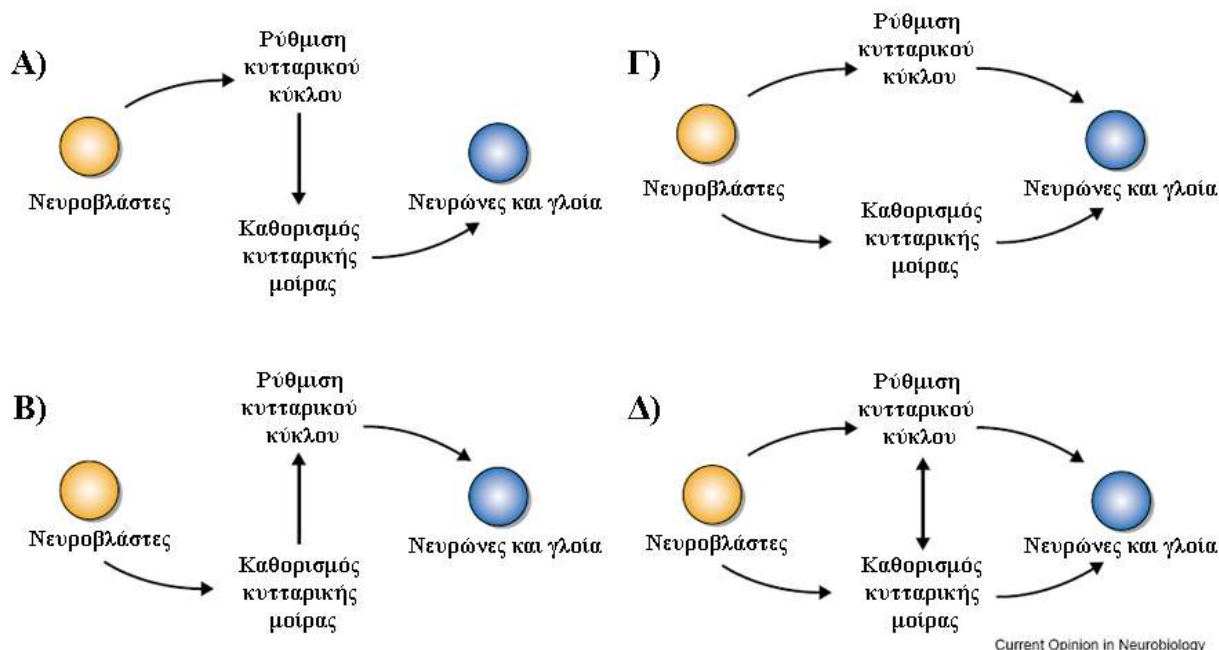 Α)
Ρύθμιση
κυτταρικού
κύκλου
Νευροβλάστες
Νευρώνες και γλοία
Καθορισμός
κυτταρικής
μοίρας
Γ)
Ρύθμιση
κυτταρικού
κύκλου
Νευροβλάστες
Νευρώνες και γλοία
Καθορισμός
κυτταρικής
μοίρας
Β)
Ρύθμιση
κυτταρικού
κύκλου
Νευροβλάστες
Νευρώνες και γλοία
Καθορισμός
κυτταρικής
μοίρας
Δ)
Ρύθμιση
κυτταρικού
κύκλου
Νευροβλάστες
Νευρώνες και γλοία
Καθορισμός
κυτταρικής
μοίρας
Current Opinion in Neurobiology